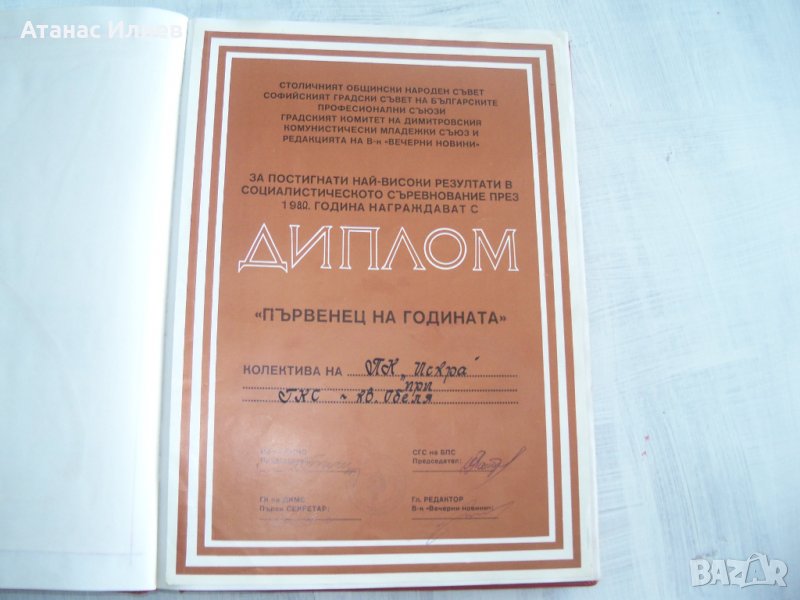 Атанас Илиев
СТОЛИЧНИЯТ ОБЩИНСКИ НАРОДЕН СЪВЕТ
СОФИЙСКИЯТ ГРАДСКИ СЪВЕТ НА БЪЛГАРСКИТЕ
ПРОФЕСИОНАЛНИ СЪЮЗИ
ГРАДСКИЯТ КОМИТЕТ НА ДИМИТРОВСКИЯ
КОМУНИСТИЧЕСКИ МЛАДЕЖКИ СЪЮЗ И
РЕДАКЦИЯТА НА В-к «ВЕЧЕРНИ НОВИНИ»
ЗА ПОСТИГНАТИ НАЙ-ВИСОКИ РЕЗУЛТАТИ В
СОЦИАЛИСТИЧЕСКОТО СЪРЕВНОВАНИЕ ПРЕЗ
ГОДИНА НАГРАЖДАВАТ С
ДИПЛОМ
«ПЪРВЕНЕЦ НА ГОДИНАТА»
КОЛЕКТИВА НА ПК „Искра"
при
ГКС - кв. Обеля
СГС на БПС
Председател:
ГК на ДКМС
Първи СЕКРЕТАР:
Гл. РЕДАКТОР
В-к «Вечерни новини»:
BAZAR